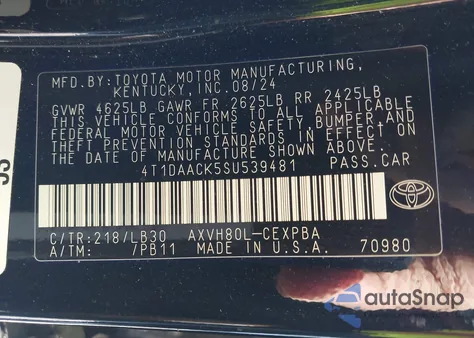 MFD.BY:TOYOTA MOTOR MANUFACTURING,
KENTUCKY, INC.08/24
GVWR 4625LB GAWR FR 2625LB RR 2425LB
THIS VEHICLE CONFORMS TO ALL APPLICABLE
FEDERAL MOTOR VEHICLE SAFETY, BUMPER, AND
THEFT PREVENTION STANDARDS IN EFFECT ON
THE DATE OF MANUFACTURE SHOWN ABOVE.
4T1DAACK5SU539481 PASS.CAR
C/TR:218/LB30 AXVH80L-CEXPBA
A/TM: /PB11 MADE IN U.S.A. 70980
TOYOTA
autoSnap